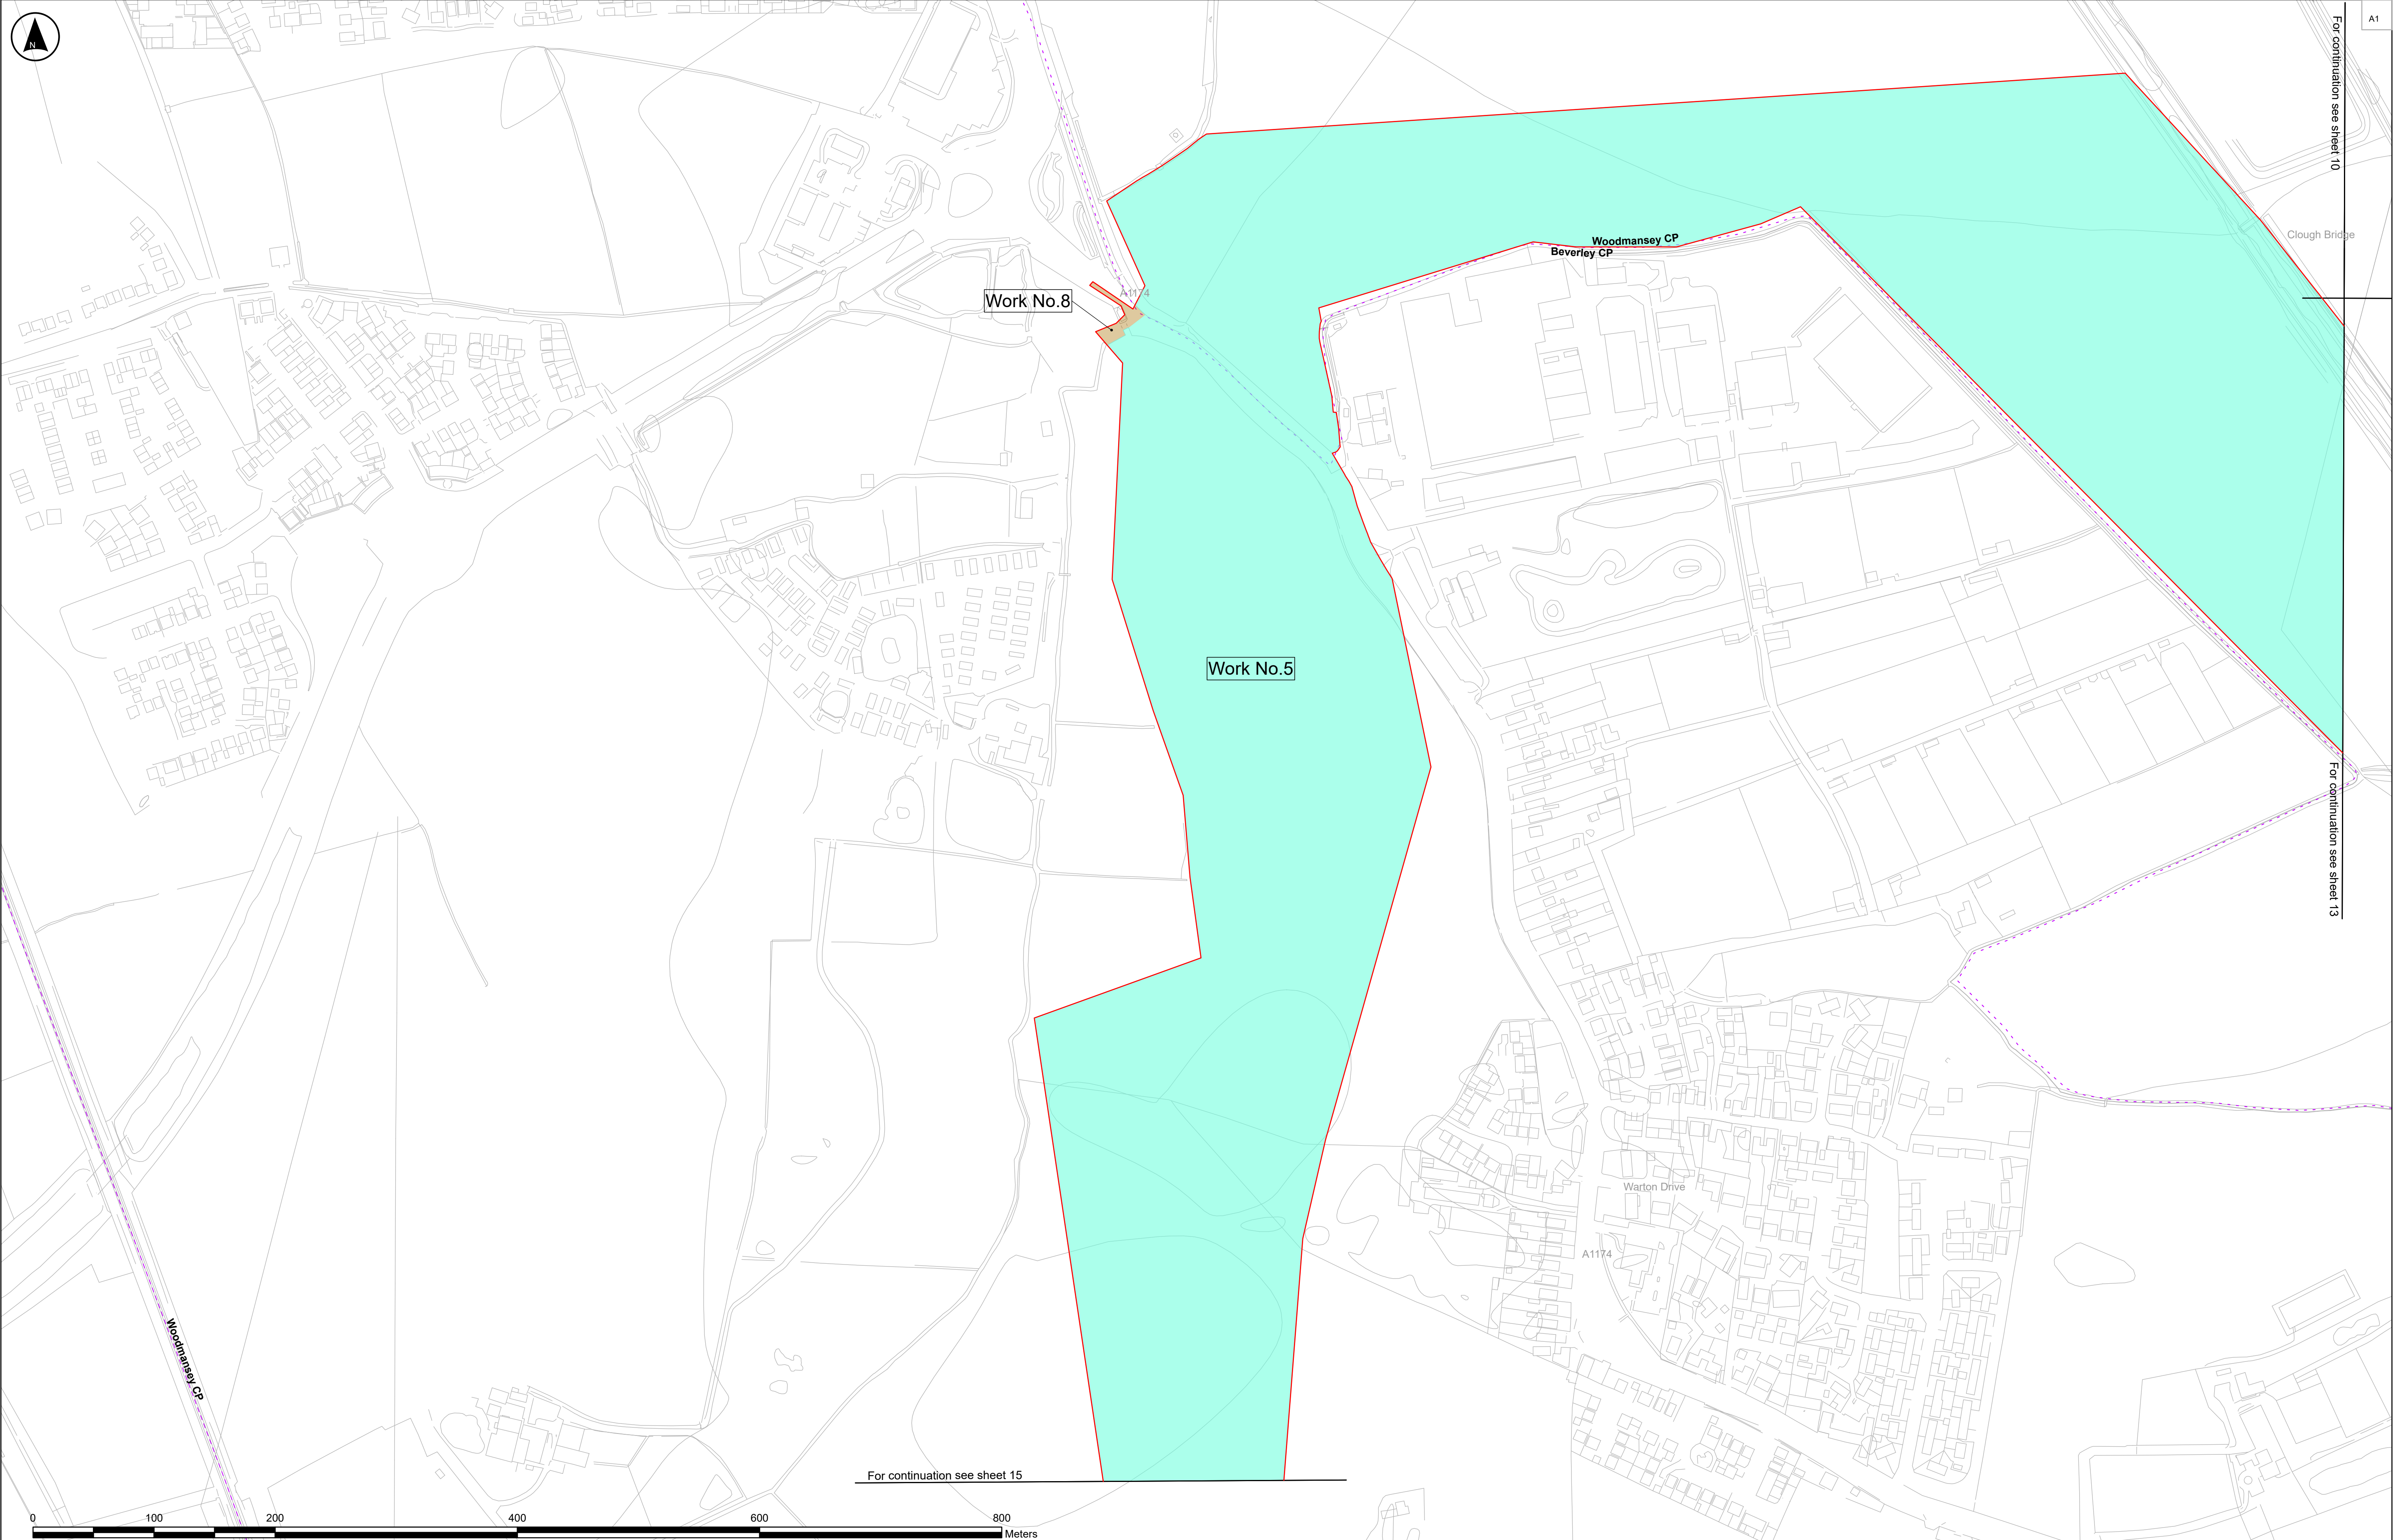 N
A1
For continuation see sheet 10
Clough Bridge
Woodmansey CP
Beverley CP
A1174
Work No.8
Work No.5
For continuation see sheet 13
Warton Drive
A1174
Woodmansey CP
For continuation see sheet 15
0 100 200 400 600 800
Meters